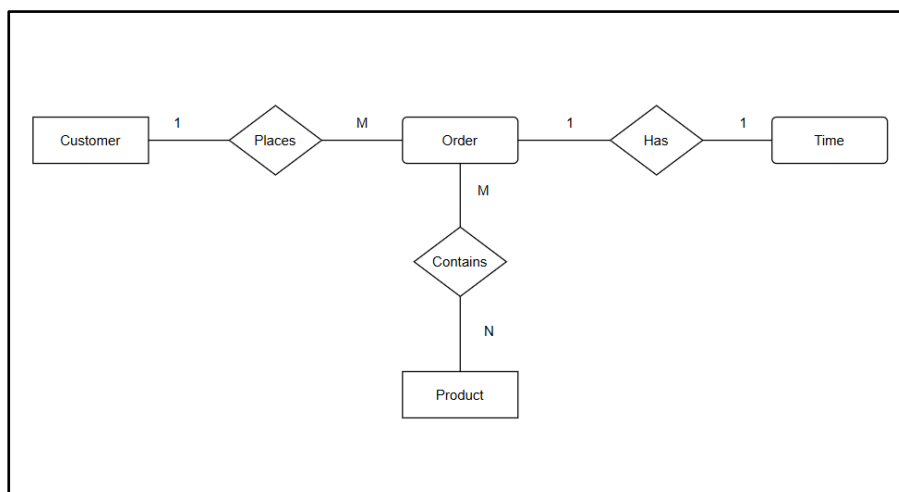 1
M
1
1
Customer
Places
Order
Has
Time
M
Contains
N
Product